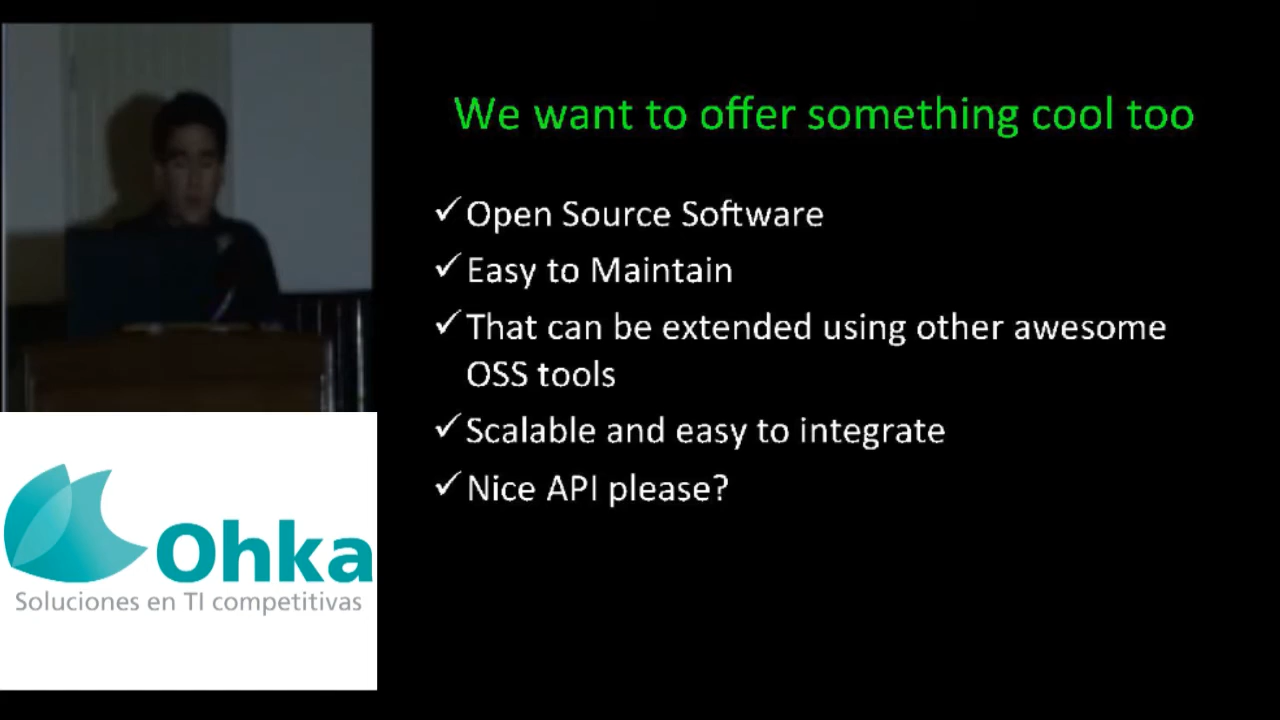 We want to offer something cool too
✓ Open Source Software
✓ Easy to Maintain
✓ That can be extended using other awesome
OSS tools
✓ Scalable and easy to integrate
✓ Nice API please?
Ohka
Soluciones en TI competitivas